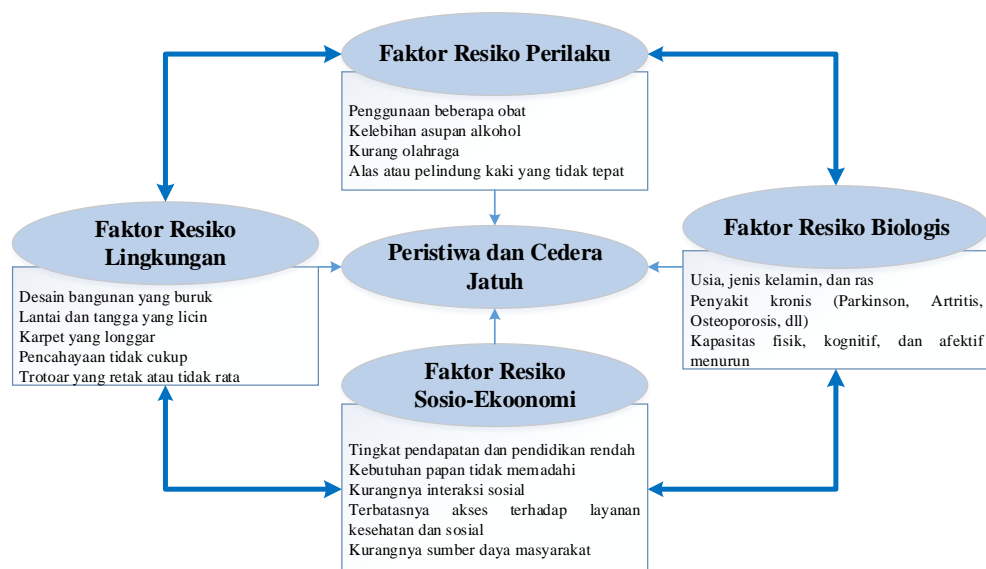 Faktor Resiko Perilaku
Penggunaan beberapa obat
Kelebihan asupan alkohol
Kurang olahraga
Alas atau pelindung kaki yang tidak tepat
Faktor Resiko
Lingkungan
Desain bangunan yang buruk
Lantai dan tangga yang licin
Karpet yang longgar
Pencahayaan tidak cukup
Trotoar yang retak atau tidak rata
Peristiwa dan Cedera
Jatuh
Faktor Resiko Biologis
Usia, jenis kelamin, dan ras
Penyakit kronis (Parkinson, Artritis,
Osteoporosis, dll)
Kapasitas fisik, kognitif, dan afektif
menurun
Faktor Resiko
Sosio-Ekoonomi
Tingkat pendapatan dan pendidikan rendah
Kebutuhan papan tidak memadahi
Kurangnya interaksi sosial
Terbatasnya akses terhadap layanan
kesehatan dan sosial
Kurangnya sumber daya masyarakat